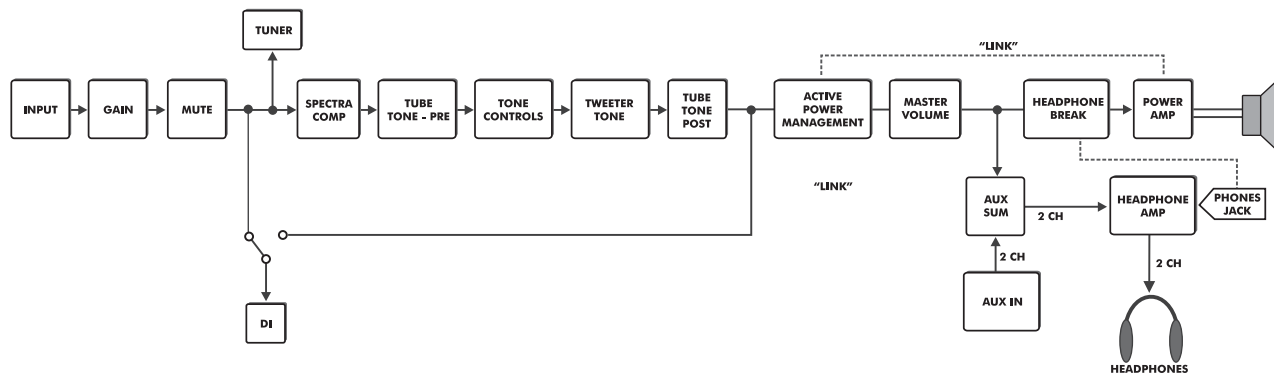 TUNER
"LINK"
INPUT
GAIN
MUTE
SPECTRA
COMP
TUBE
TONE – PRE
TONE
CONTROLS
TWEETER
TONE
TUBE
TONE
POST
ACTIVE
POWER
MANAGEMENT
MASTER
VOLUME
HEADPHONE
BREAK
POWER
AMP
"LINK"
AUX
SUM
2 CH
HEADPHONE
AMP
PHONES
JACK
2 CH
2 CH
DI
AUX IN
HEADPHONES